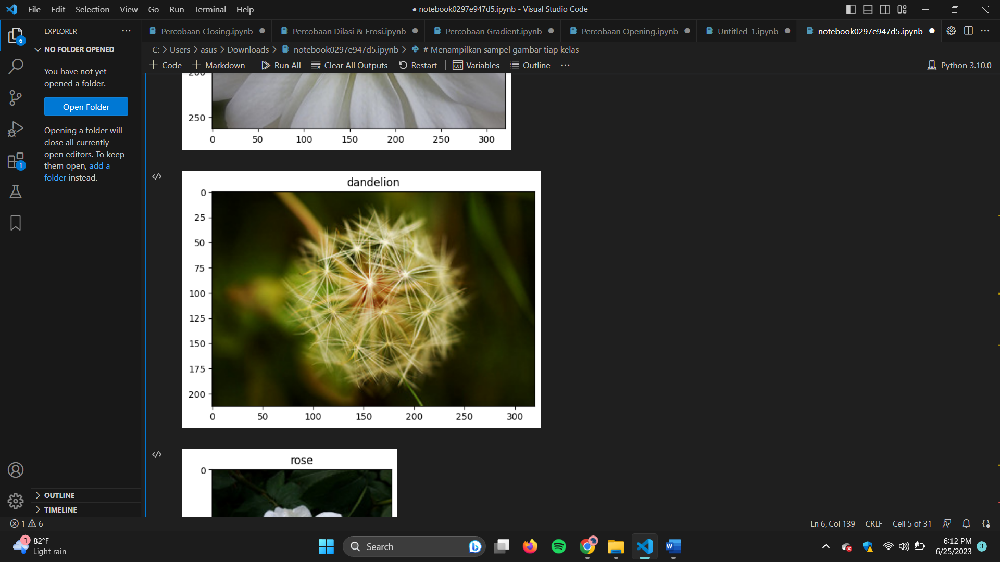 File Edit Selection View Go Run Terminal Help
● notebook0297e947d5.ipynb - Visual Studio Code
EXPLORER
Percobaan Closing.ipynb
Percobaan Dilasi & Erosi.ipynb
Percobaan Gradient.ipynb
Percobaan Opening.ipynb
Untitled-1.ipynb
notebook0297e947d5.ipynb
C: > Users > asus > Downloads > notebook0297e947d5.ipynb > # Menampilkan sampel gambar tiap kelas
+ Code + Markdown Run All Clear All Outputs Restart Variables Outline ...
Python 3.10.0
NO FOLDER OPENED
You have not yet
opened a folder.
Open Folder
Opening a folder will
close all currently
open editors. To keep
them open, add a
folder instead.
OUTLINE
TIMELINE
6
1
200
250
0 50 100 150 200 250 300
dandelion
0
25
50
75
100
125
150
175
200
0 50 100 150 200 250 300
rose
0
1 6
Ln 6, Col 139 CRLF Cell 5 of 31
1
82°F
Light rain
Search
6:12 PM
6/25/2023
3